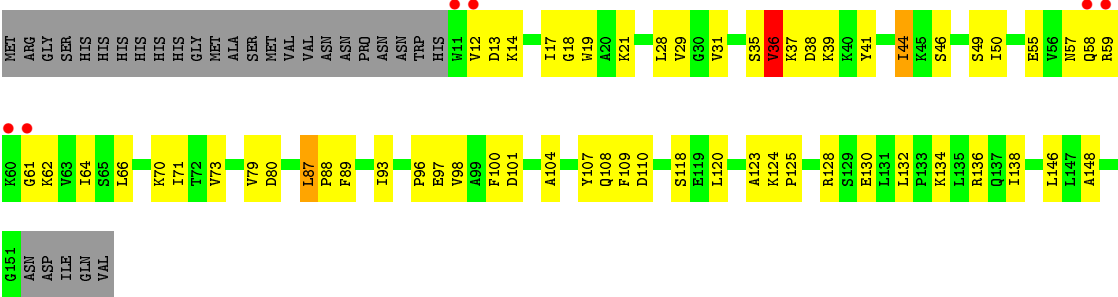 MET ARG GLY SER HIS HIS HIS HIS HIS HIS GLY MET ALA SER MET VAL VAL ASN ASN PRO ASN ASN TRP HIS W11 V12 D13 K14 I17 G18 W19 A20 K21 L28 V29 G30 V31 S35 V36 K37 D38 K39 K40 Y41 I44 K45 S46 S49 I50 E55 V56 N57 Q58 R59
K60 G61 K62 V63 I64 S65 L66 K70 I71 T72 V73 V79 D80 L87 P88 F89 I93 P96 E97 V98 A99 F100 D101 A104 Y107 Q108 F109 D110 S118 E119 L120 A123 K124 P125 R128 S129 E130 L131 L132 P133 K134 L135 R136 Q137 I138 L146 L147 A148
G151 ASN ASP ILE GLN VAL